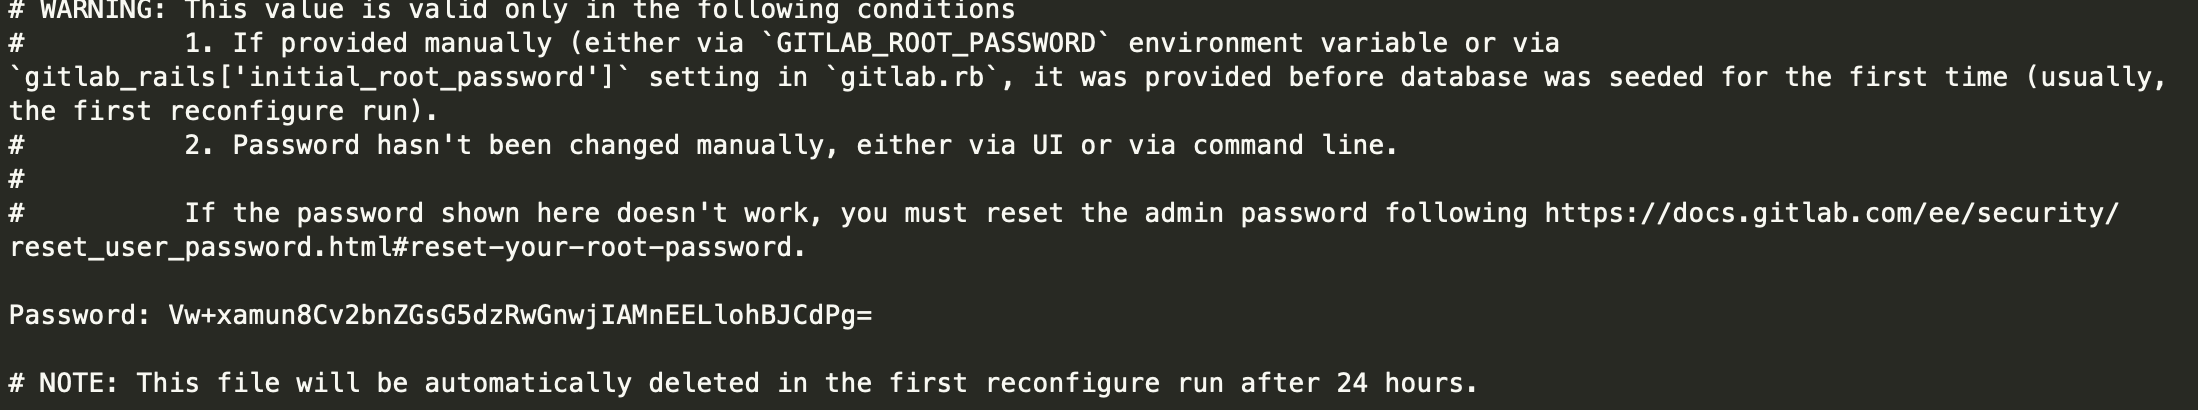 # WARNING: This value is valid only in the following conditions
#          1. If provided manually (either via `GITLAB_ROOT_PASSWORD` environment variable or via
`gitlab_rails['initial_root_password']` setting in `gitlab.rb`, it was provided before database was seeded for the first time (usually,
the first reconfigure run).
#          2. Password hasn't been changed manually, either via UI or via command line.
#
#          If the password shown here doesn't work, you must reset the admin password following https://docs.gitlab.com/ee/security/
reset_user_password.html#reset-your-root-password.

Password: Vw+xamun8Cv2bnZGsG5dzRwGnwjIAMnEELlohBJCdPg=

# NOTE: This file will be automatically deleted in the first reconfigure run after 24 hours.